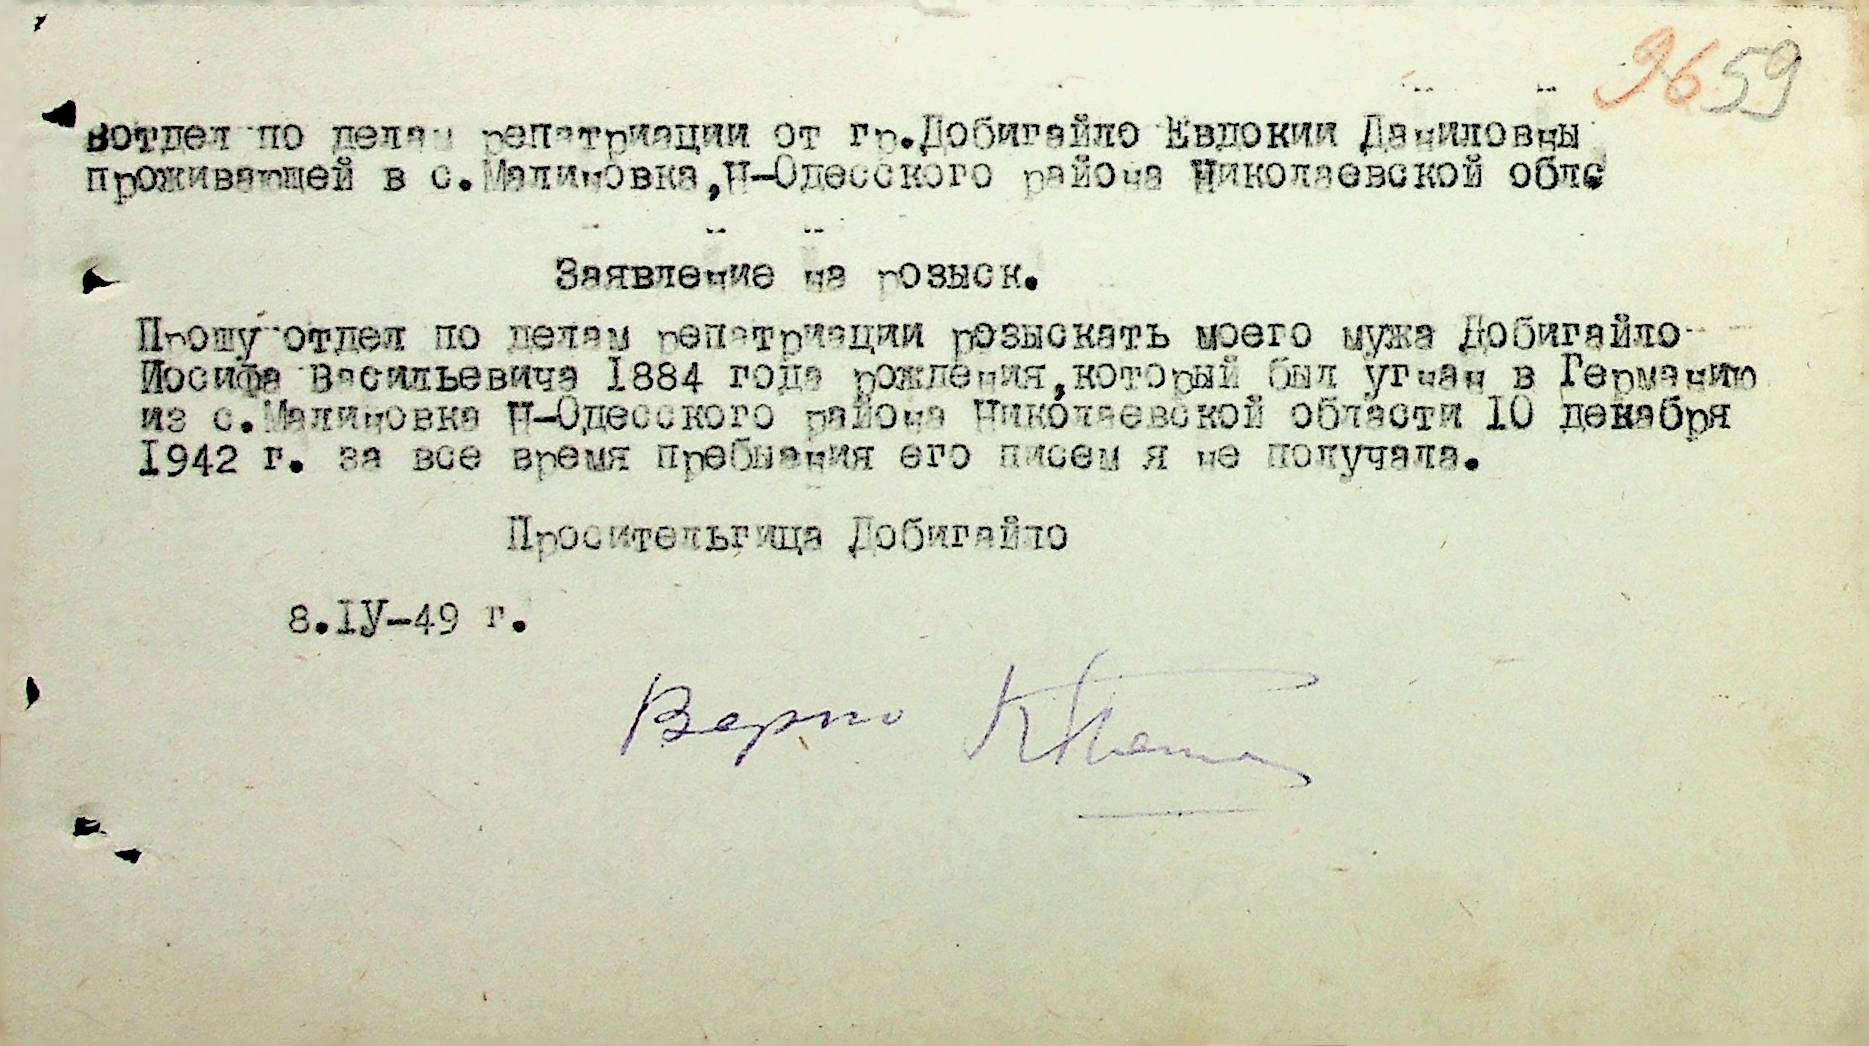 9659
Вотдел по делам репатриации от гр.Добигайло Евдокии Даниловны
проживающей в с.Малиновка,Н-Одесского района Николаевской облс
Заявление на розыск.
Прошу отдел по делам репатриации розыскать моего мужа Добигайло
Иосифа Васильевича 1884 года рождения,который был угнан в Германию
из с.Малиновка Н-Одесского района Николаевской области 10 декабря
1942 г. за все время пребывания его писем я не получала.
Просительница Добигайло
8.IУ-49 г.
Верно